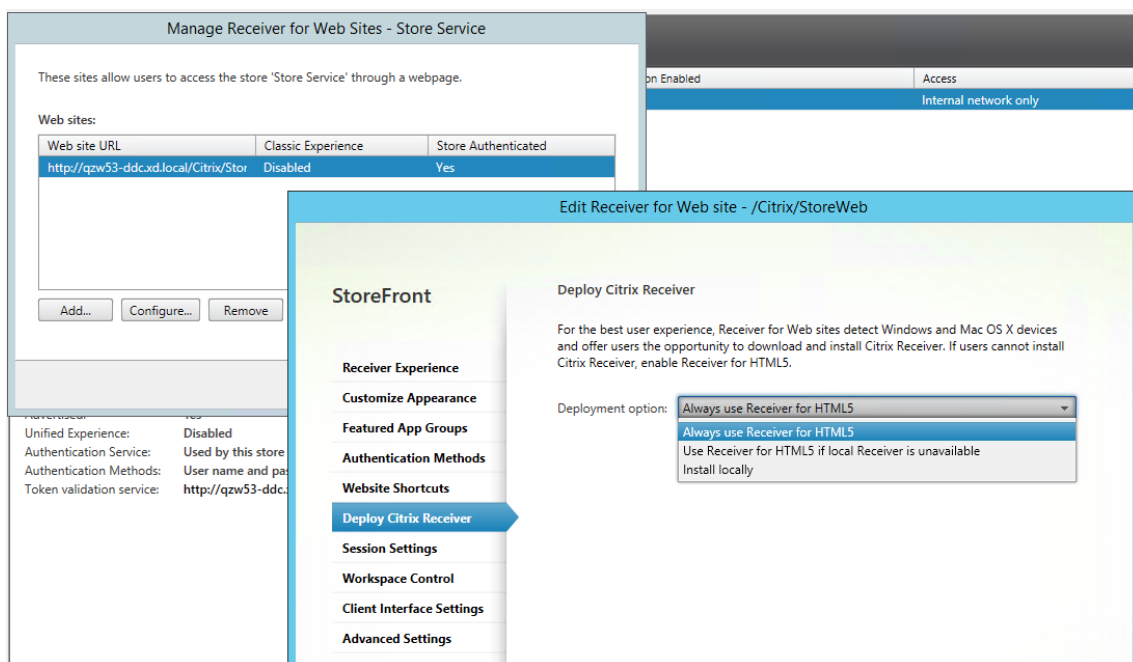 Manage Receiver for Web Sites - Store Service
These sites allow users to access the store 'Store Service' through a webpage.
Web sites:
Web site URL Classic Experience Store Authenticated
http://qzw53-ddc.xd.local/Citrix/Stor Disabled Yes
Add... Configure... Remove
on Enabled Access
Internal network only
Unified Experience: Disabled
Authentication Service: Used by this store
Authentication Methods: User name and pas
Token validation service: http://qzw53-ddc.
Edit Receiver for Web site - /Citrix/StoreWeb
StoreFront
Receiver Experience
Customize Appearance
Featured App Groups
Authentication Methods
Website Shortcuts
Deploy Citrix Receiver
Session Settings
Workspace Control
Client Interface Settings
Advanced Settings
Deploy Citrix Receiver
For the best user experience, Receiver for Web sites detect Windows and Mac OS X devices
and offer users the opportunity to download and install Citrix Receiver. If users cannot install
Citrix Receiver, enable Receiver for HTML5.
Deployment option: Always use Receiver for HTML5
Always use Receiver for HTML5
Use Receiver for HTML5 if local Receiver is unavailable
Install locally